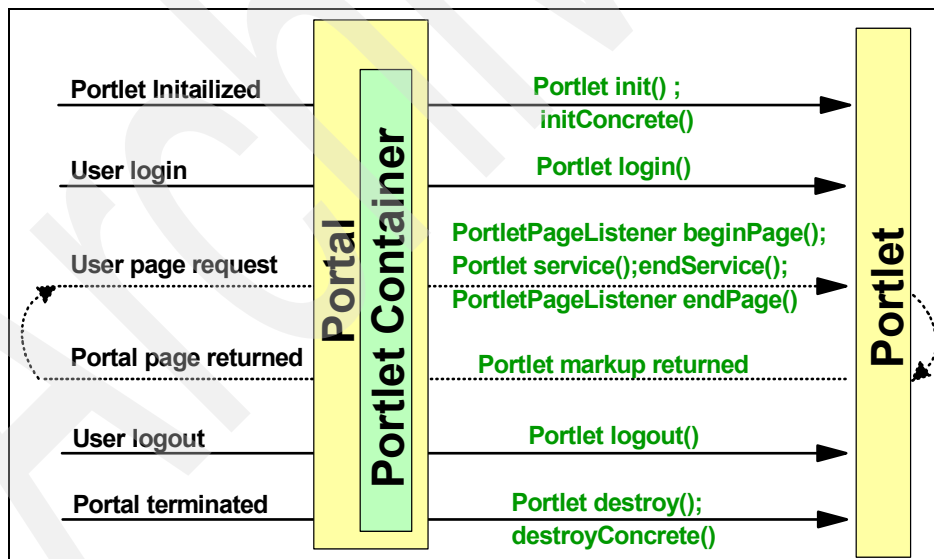 Portlet Initailized
Portlet init() ;
initConcrete()
User login
Portlet login()
PortletPageListener beginPage();
User page request
Portlet service();endService();
PortletPageListener endPage()
Portal page returned
Portlet markup returned
User logout
Portlet logout()
Portal terminated
Portlet destroy();
destroyConcrete()
Portal
Portlet Container
Portlet